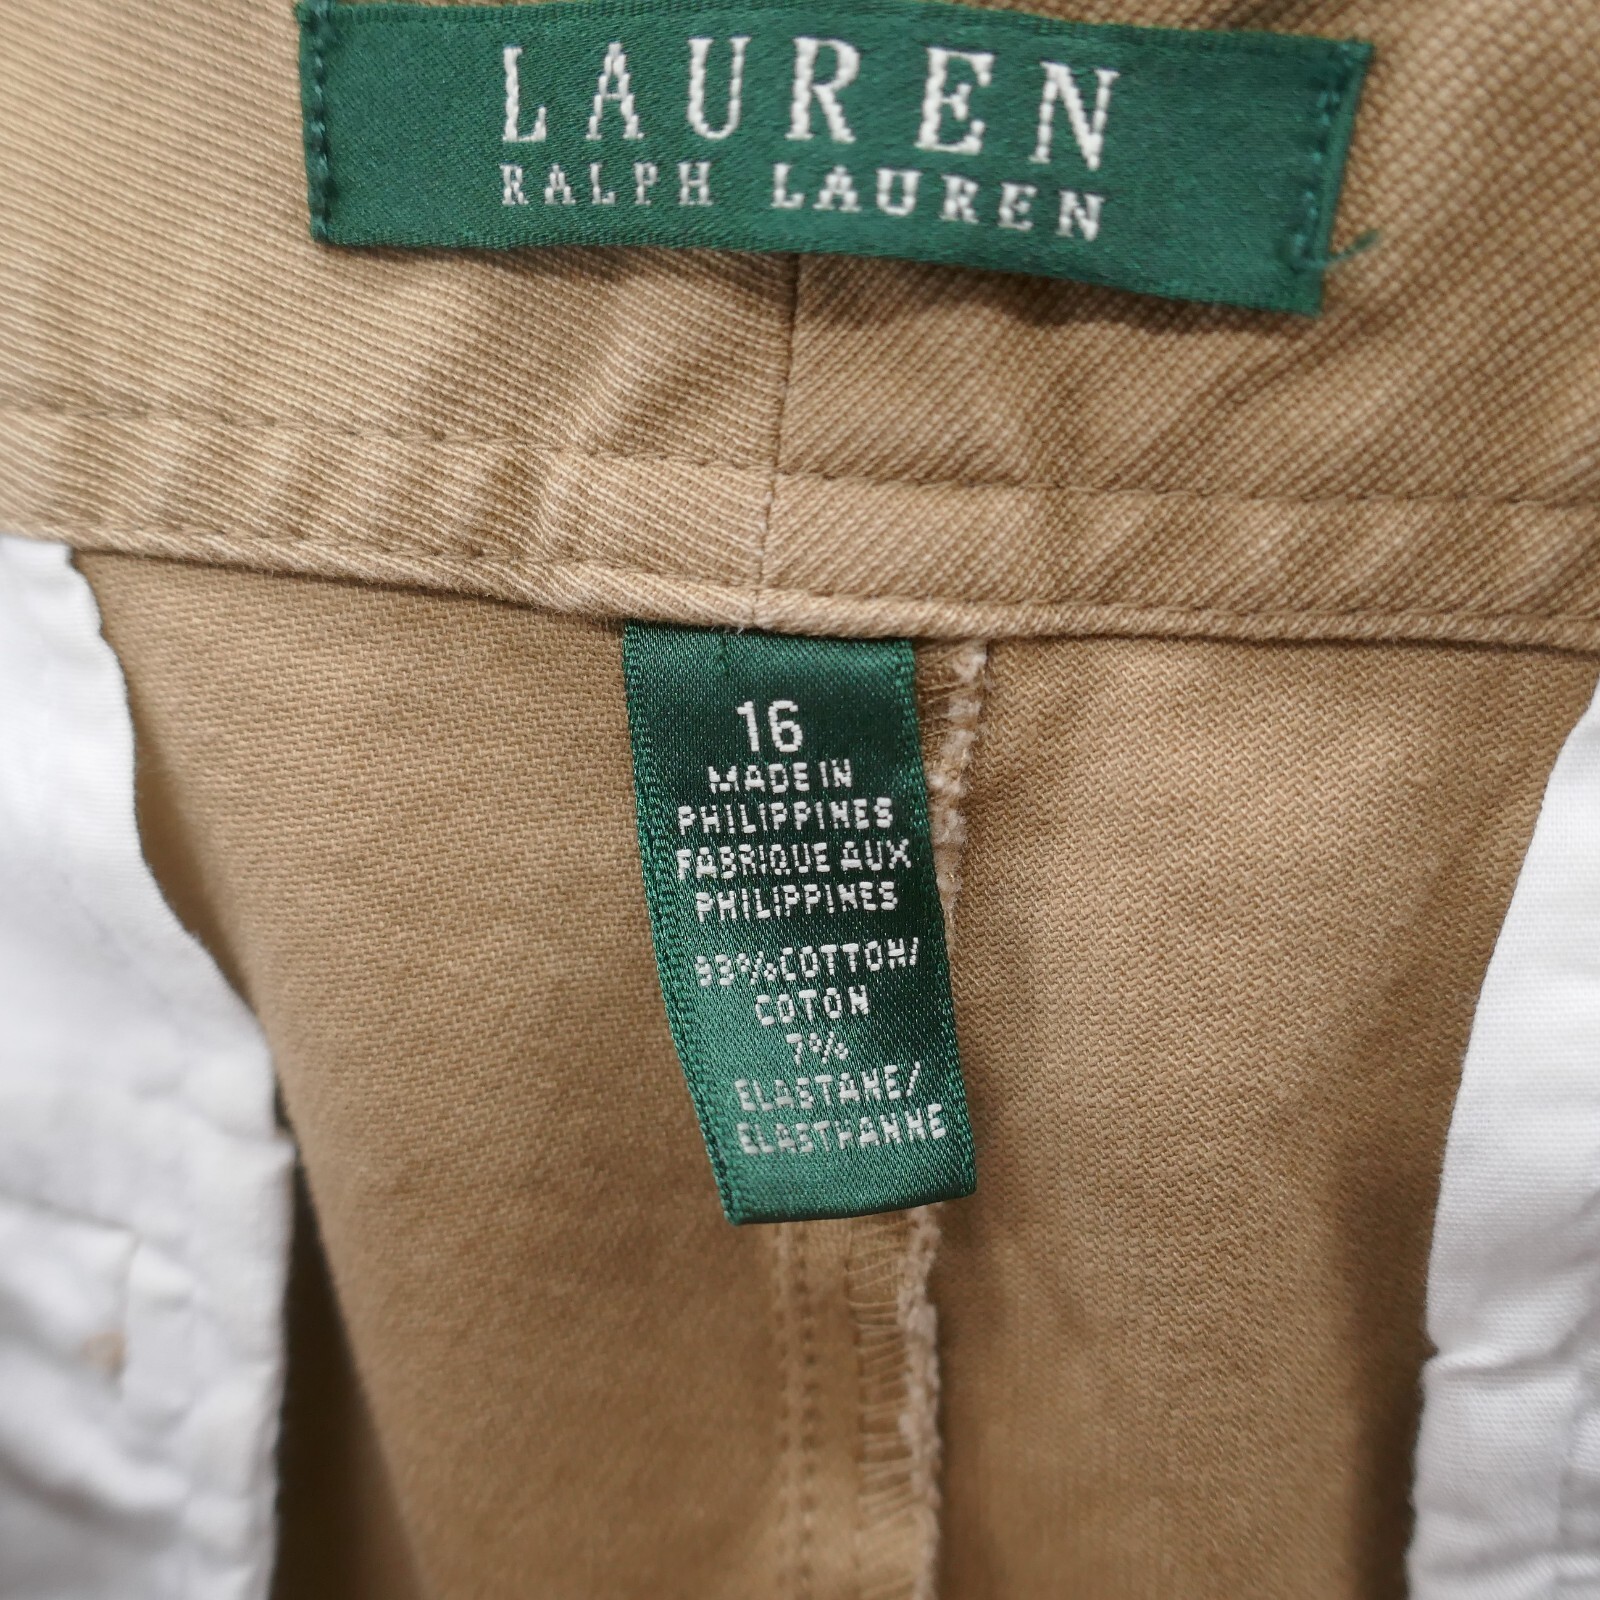 LAUREN
RALPH LAUREN
16
MADE IN
PHILIPPINES
FABRIQUE AUX
PHILIPPINES
93% COTTON/
COTON
7%
ELASTANE/
ELASTHANNE